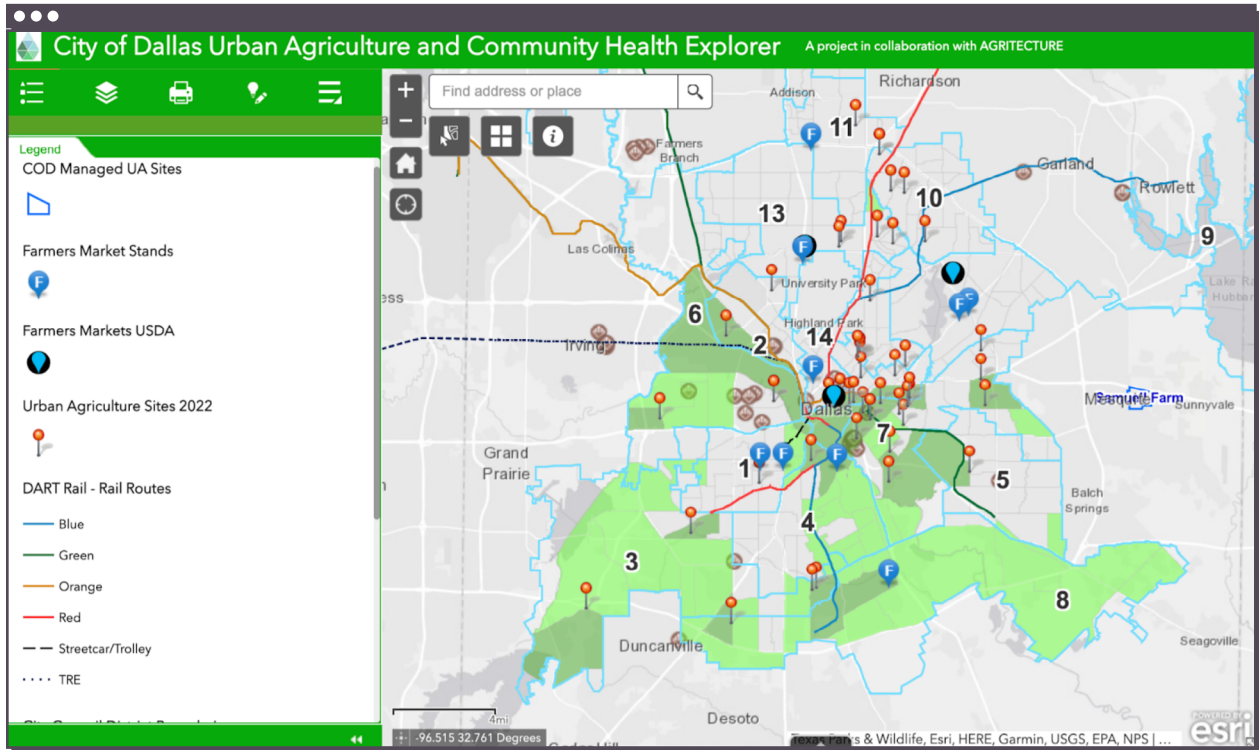 City of Dallas Urban Agriculture and Community Health Explorer
A project in collaboration with AGRITECTURE
Find address or place
Legend
COD Managed UA Sites
Farmers Market Stands
F
Farmers Markets USDA
Urban Agriculture Sites 2022
DART Rail - Rail Routes
Blue
Green
Orange
Red
Streetcar/Trolley
TRE
Richardson
Addison
11
F
Farmers
Branch
Garland
Rowlett
10
13
9
F
Las Colinas
University Park
F
F
6
Highland Park
14
Irving
2
F
Dallas
Samuell Farm
Sunnyvale
7
Grand
Prairie
1
F
F
F
5
Balch
Springs
4
3
F
8
Duncanville
Seagoville
4mi
Desoto
-96.515 32.761 Degrees
Texas Parks & Wildlife, Esri, HERE, Garmin, USGS, EPA, NPS | ...
POWERED BY
esri